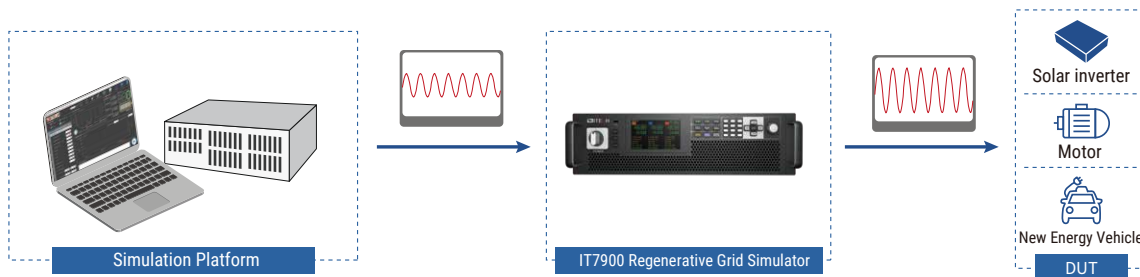 Solar inverter
Motor
New Energy Vehicle
Simulation Platform
IT7900 Regenerative Grid Simulator
DUT